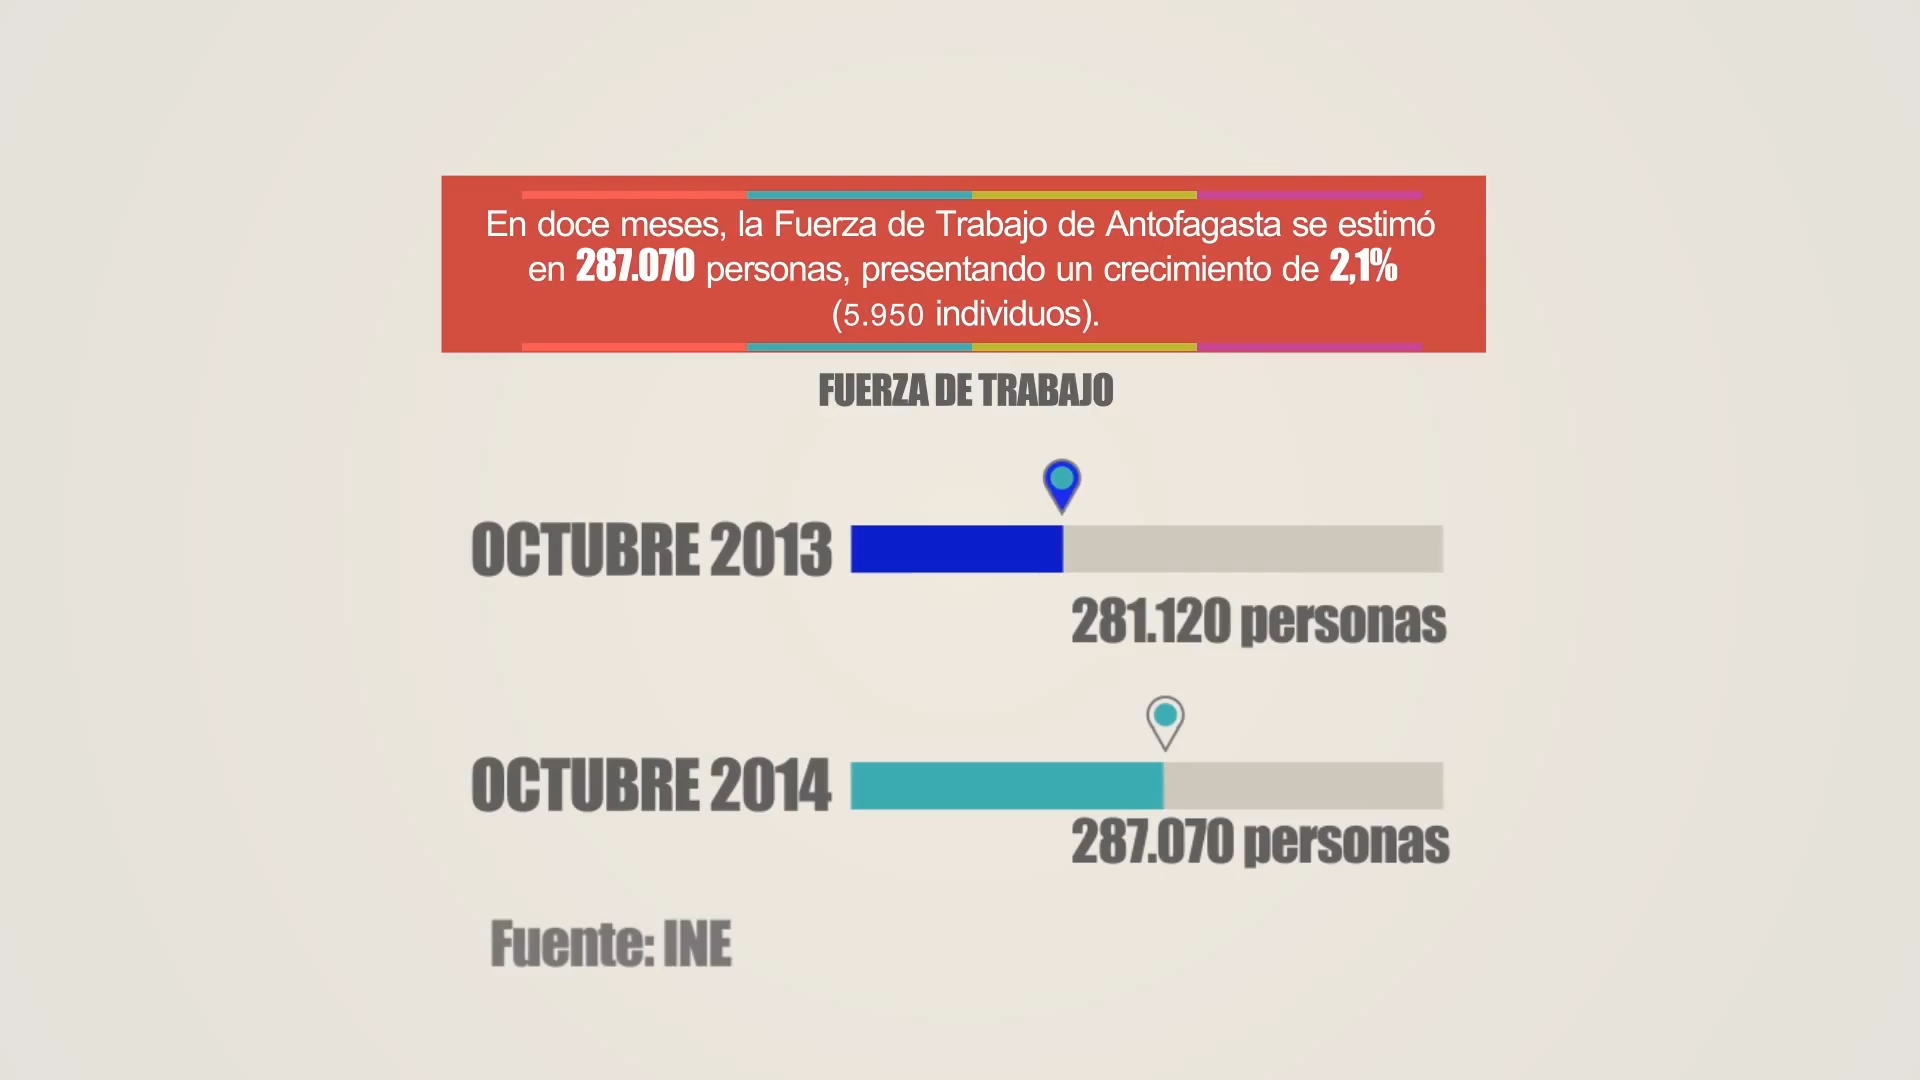 En doce meses, la Fuerza de Trabajo de Antofagasta se estimó
en 287.070 personas, presentando un crecimiento de 2,1%
(5.950 individuos).
FUERZA DE TRABAJO
OCTUBRE 2013
281.120 personas
OCTUBRE 2014
287.070 personas
Fuente: INE